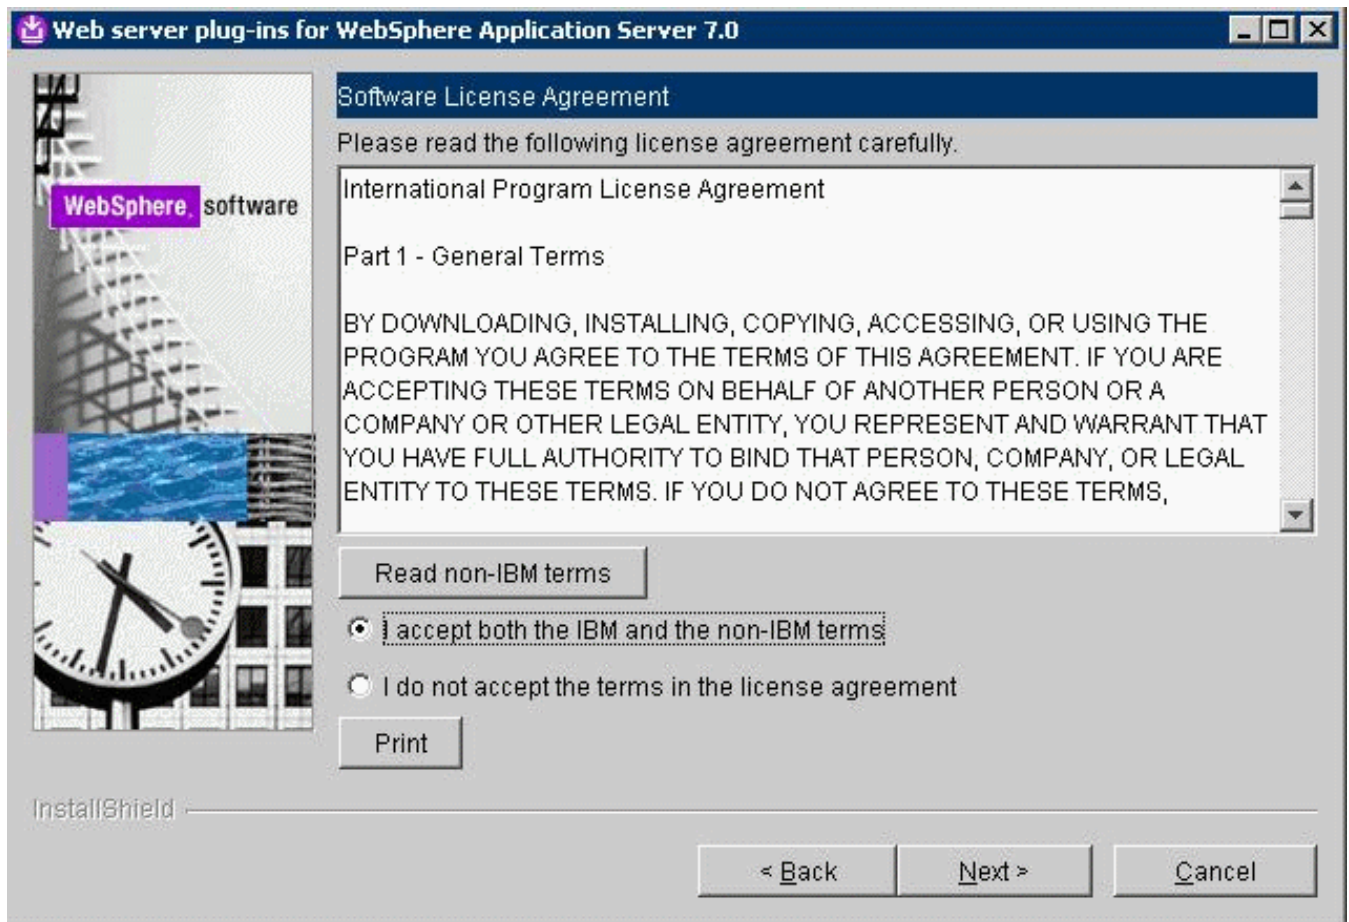 Web server plug-ins for WebSphere Application Server 7.0
WebSphere. software
Software License Agreement
Please read the following license agreement carefully.
International Program License Agreement
Part 1 - General Terms
BY DOWNLOADING, INSTALLING, COPYING, ACCESSING, OR USING THE
PROGRAM YOU AGREE TO THE TERMS OF THIS AGREEMENT. IF YOU ARE
ACCEPTING THESE TERMS ON BEHALF OF ANOTHER PERSON OR A
COMPANY OR OTHER LEGAL ENTITY, YOU REPRESENT AND WARRANT THAT
YOU HAVE FULL AUTHORITY TO BIND THAT PERSON, COMPANY, OR LEGAL
ENTITY TO THESE TERMS. IF YOU DO NOT AGREE TO THESE TERMS,
Read non-IBM terms
I accept both the IBM and the non-IBM terms
I do not accept the terms in the license agreement
Print
InstallShield
< Back
Next >
Cancel